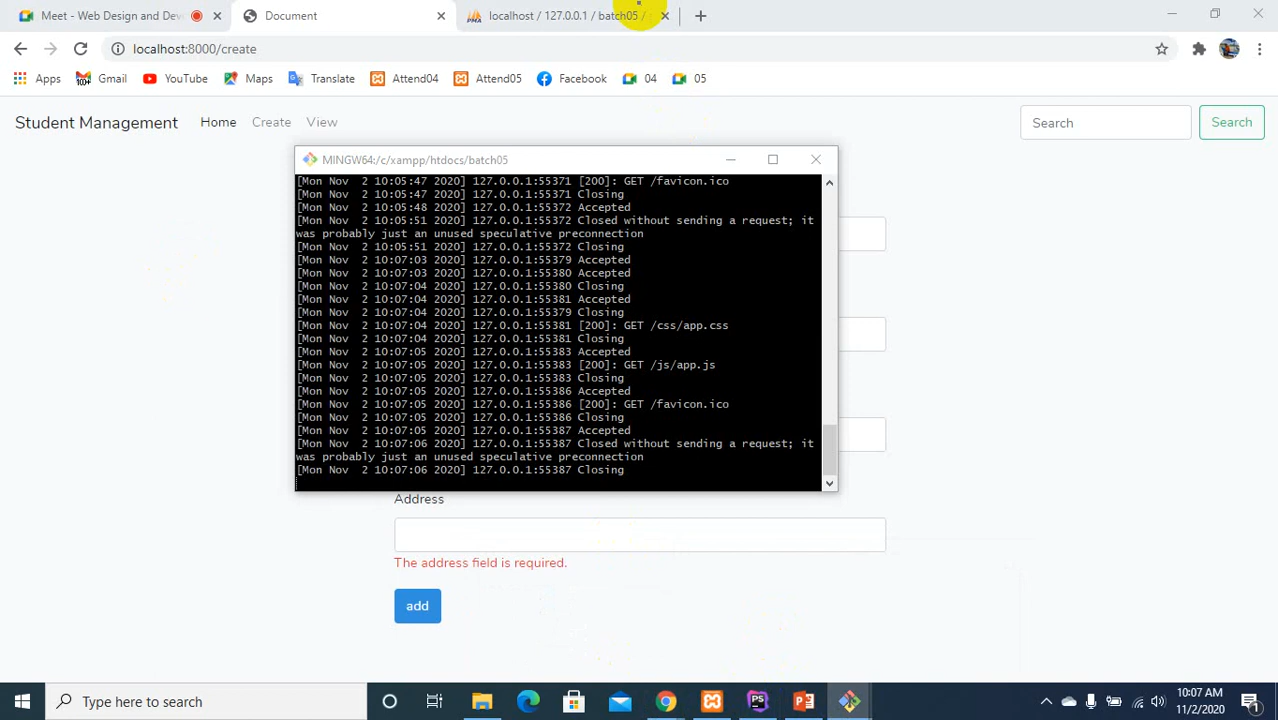 Meet - Web Design and Dev
Document
localhost / 127.0.0.1 / batch05 /
localhost:8000/create
Apps
Gmail
YouTube
Maps
Translate
Attend04
Attend05
Facebook
04
05
Student Management
Home
Create
View
Search
Search
MINGW64:/c/xampp/htdocs/batch05
[Mon Nov  2 10:05:47 2020] 127.0.0.1:55371 [200]: GET /favicon.ico
[Mon Nov  2 10:05:47 2020] 127.0.0.1:55371 Closing
[Mon Nov  2 10:05:48 2020] 127.0.0.1:55372 Accepted
[Mon Nov  2 10:05:51 2020] 127.0.0.1:55372 Closed without sending a request; it
was probably just an unused speculative preconnection
[Mon Nov  2 10:05:51 2020] 127.0.0.1:55372 Closing
[Mon Nov  2 10:07:03 2020] 127.0.0.1:55379 Accepted
[Mon Nov  2 10:07:03 2020] 127.0.0.1:55380 Accepted
[Mon Nov  2 10:07:04 2020] 127.0.0.1:55380 Closing
[Mon Nov  2 10:07:04 2020] 127.0.0.1:55381 Accepted
[Mon Nov  2 10:07:04 2020] 127.0.0.1:55379 Closing
[Mon Nov  2 10:07:04 2020] 127.0.0.1:55381 [200]: GET /css/app.css
[Mon Nov  2 10:07:04 2020] 127.0.0.1:55381 Closing
[Mon Nov  2 10:07:05 2020] 127.0.0.1:55383 Accepted
[Mon Nov  2 10:07:05 2020] 127.0.0.1:55383 [200]: GET /js/app.js
[Mon Nov  2 10:07:05 2020] 127.0.0.1:55383 Closing
[Mon Nov  2 10:07:05 2020] 127.0.0.1:55386 Accepted
[Mon Nov  2 10:07:05 2020] 127.0.0.1:55386 [200]: GET /favicon.ico
[Mon Nov  2 10:07:05 2020] 127.0.0.1:55386 Closing
[Mon Nov  2 10:07:05 2020] 127.0.0.1:55387 Accepted
[Mon Nov  2 10:07:06 2020] 127.0.0.1:55387 Closed without sending a request; it
was probably just an unused speculative preconnection
[Mon Nov  2 10:07:06 2020] 127.0.0.1:55387 Closing
Address
The address field is required.
add
Type here to search
10:07 AM
11/2/2020